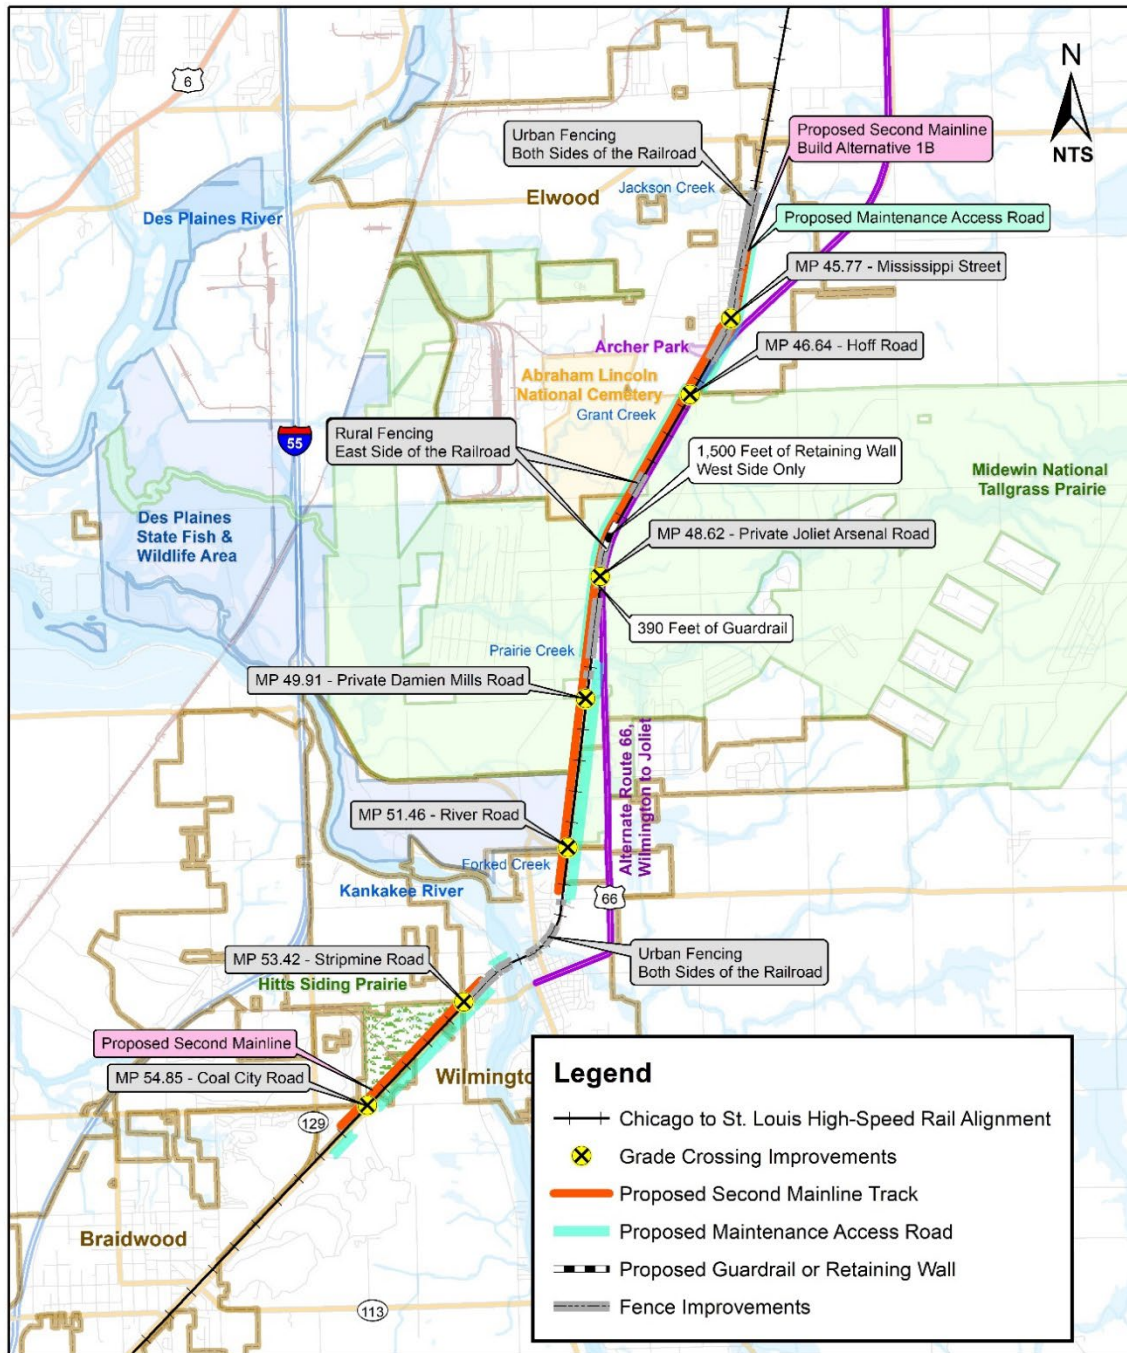 6
N
NTS
Urban Fencing
Both Sides of the Railroad
Proposed Second Mainline
Build Alternative 1B
Jackson Creek
Elwood
Des Plaines River
Proposed Maintenance Access Road
MP 45.77 - Mississippi Street
Archer Park
MP 46.64 - Hoff Road
Abraham Lincoln
National Cemetery
Grant Creek
55
Rural Fencing
East Side of the Railroad
1,500 Feet of Retaining Wall
West Side Only
Midewin National
Tallgrass Prairie
Des Plaines
State Fish &
Wildlife Area
MP 48.62 - Private Joliet Arsenal Road
390 Feet of Guardrail
Prairie Creek
MP 49.91 - Private Damien Mills Road
Alternate Route 66,
Wilmington to Joliet
MP 51.46 - River Road
Forked Creek
Kankakee River
66
Urban Fencing
Both Sides of the Railroad
MP 53.42 - Stripmine Road
Hitts Siding Prairie
Proposed Second Mainline
MP 54.85 - Coal City Road
Wilmingto
129
Braidwood
113
Legend
Chicago to St. Louis High-Speed Rail Alignment
Grade Crossing Improvements
Proposed Second Mainline Track
Proposed Maintenance Access Road
Proposed Guardrail or Retaining Wall
Fence Improvements